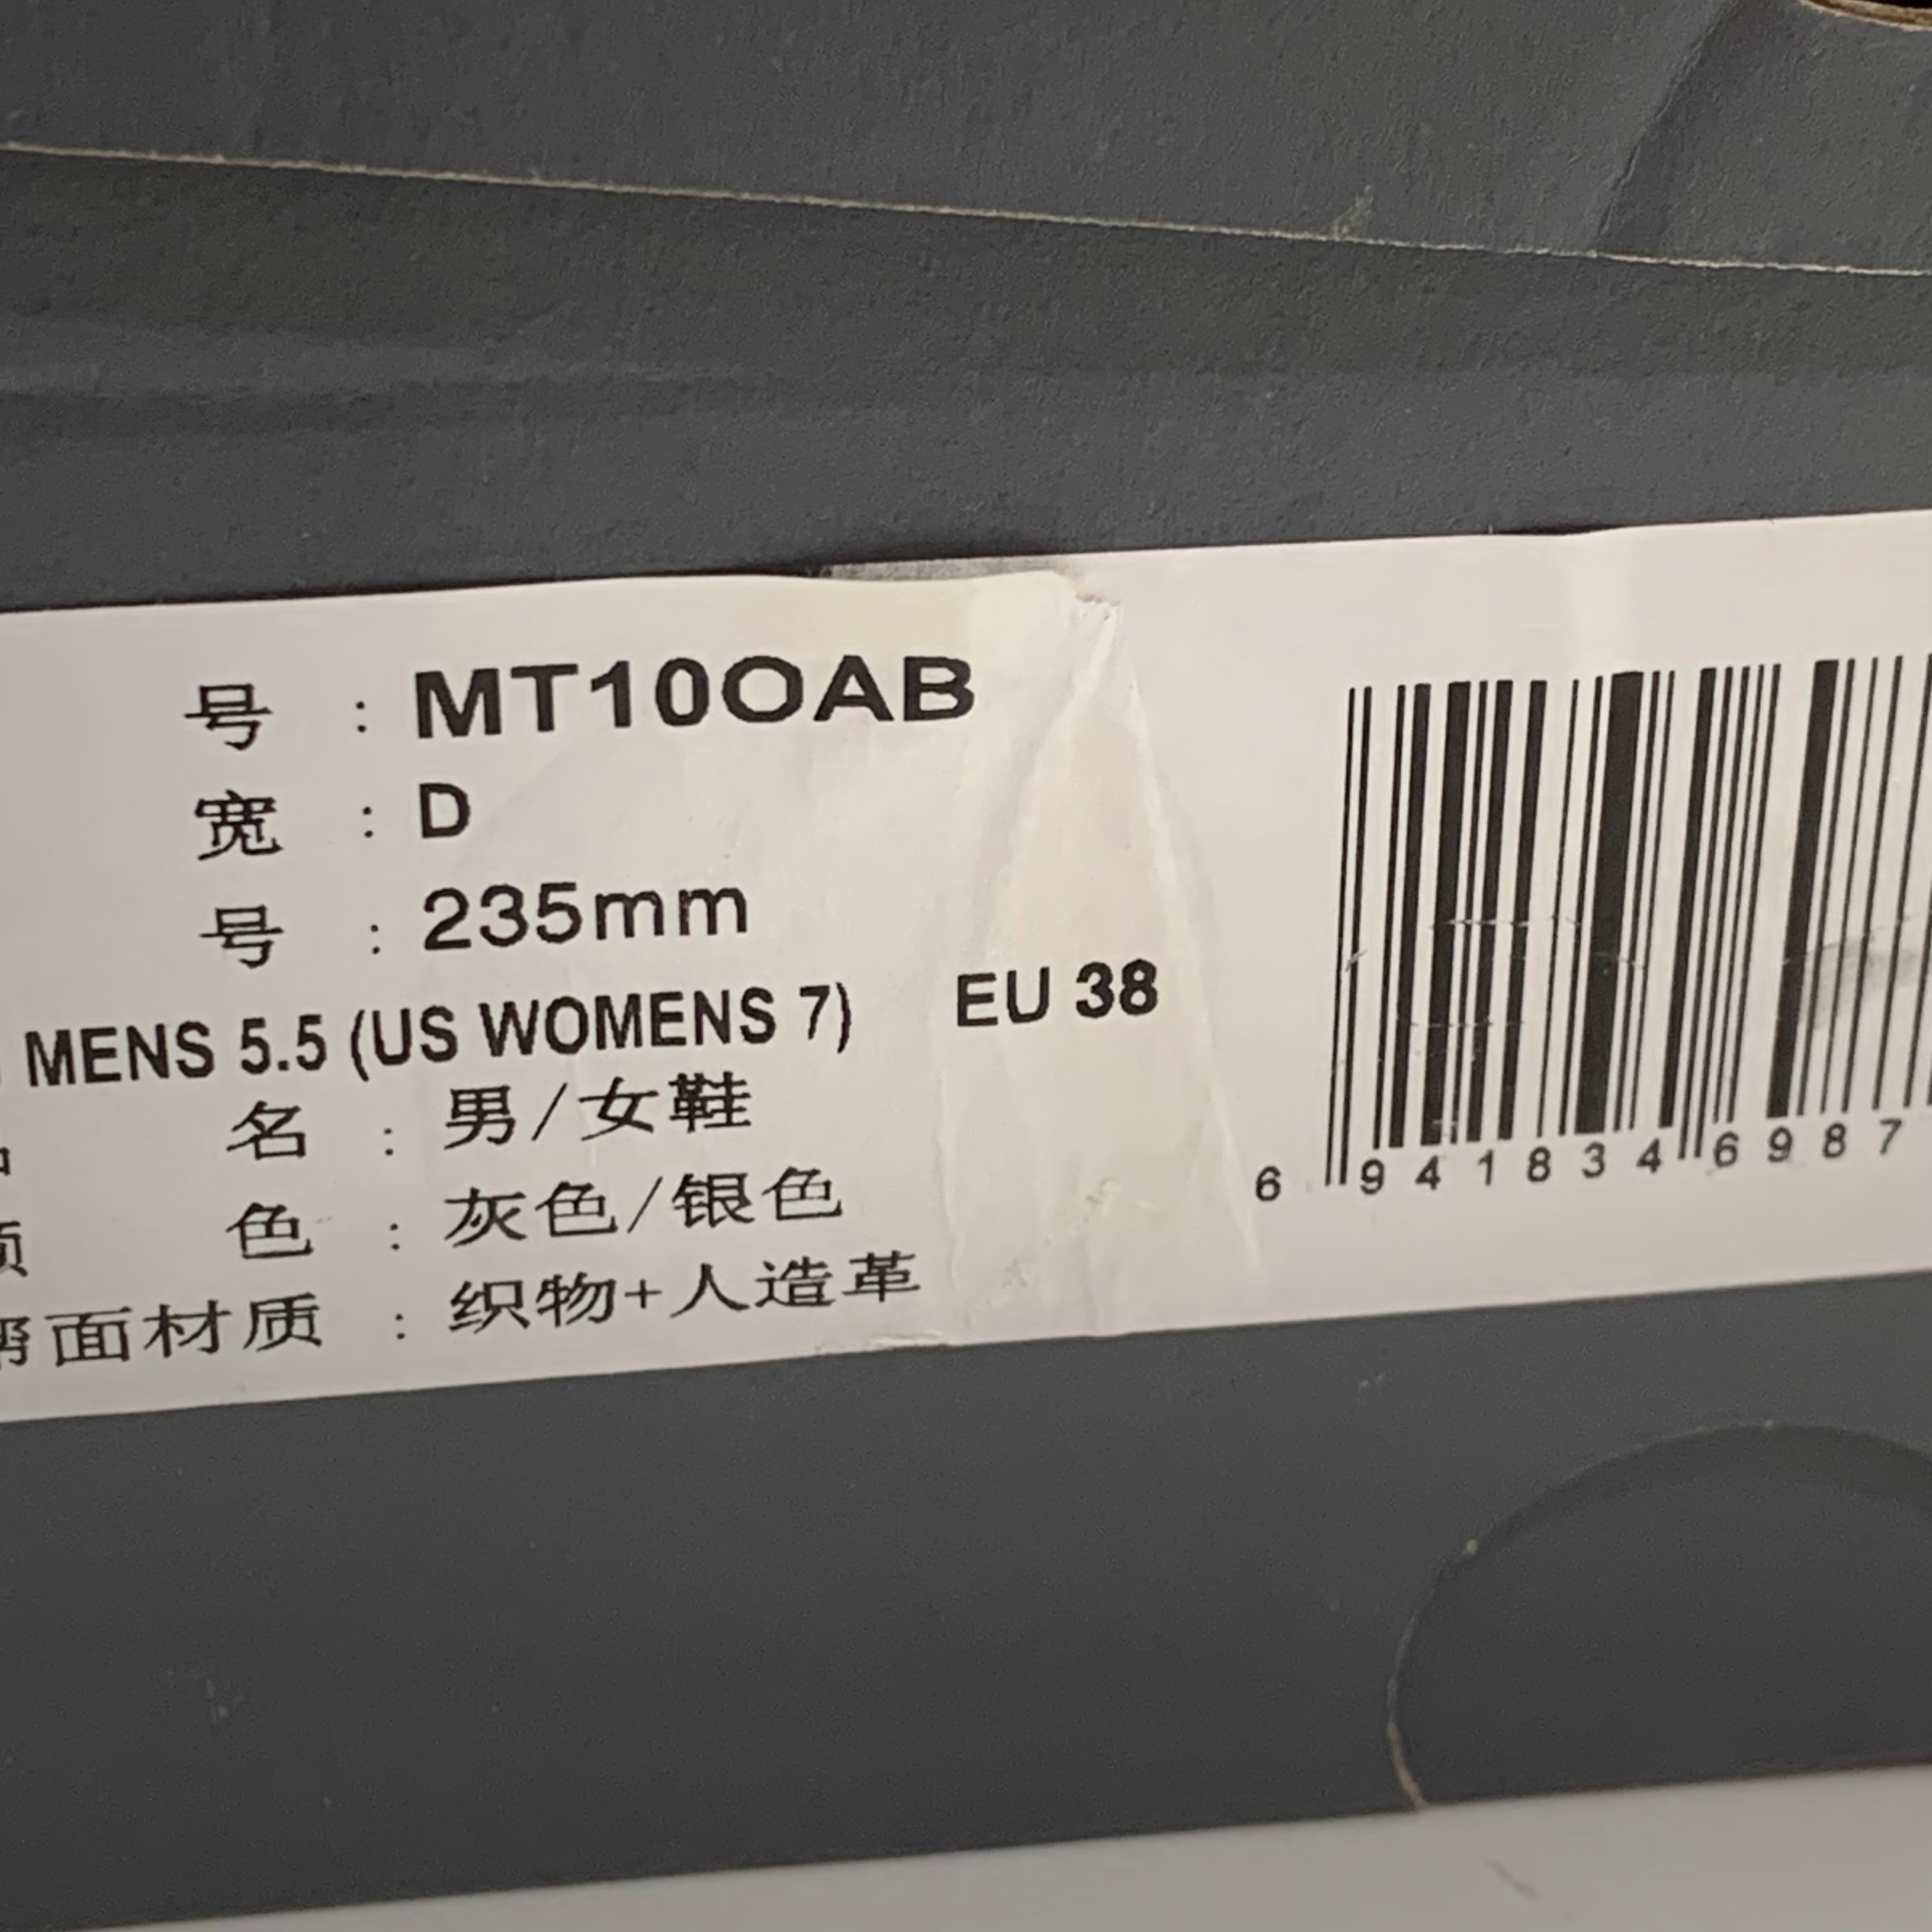 号 : MT10OAB
宽 : D
号 : 235mm
MENS 5.5 (US WOMENS 7) EU 38
名 : 男/女鞋
色 : 灰色/银色
面材质 : 织物+人造革
6 941834 6987